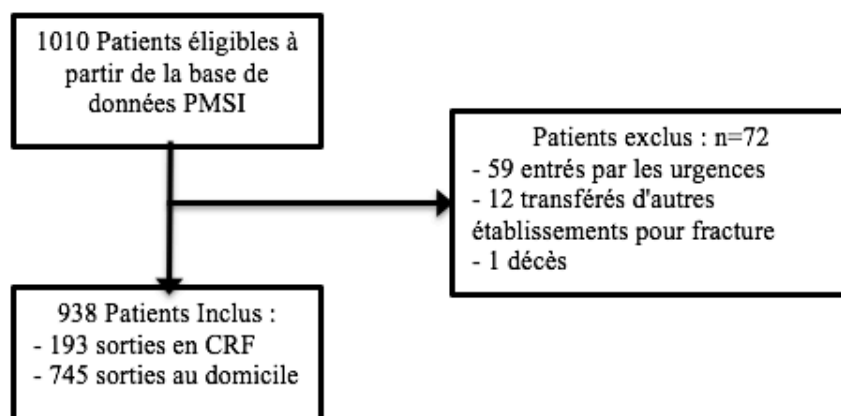 1010 Patients éligibles à
partir de la base de
données PMSI
Patients exclus : n=72
- 59 entrés par les urgences
- 12 transférés d'autres
établissements pour fracture
- 1 décès
938 Patients Inclus :
- 193 sorties en CRF
- 745 sorties au domicile